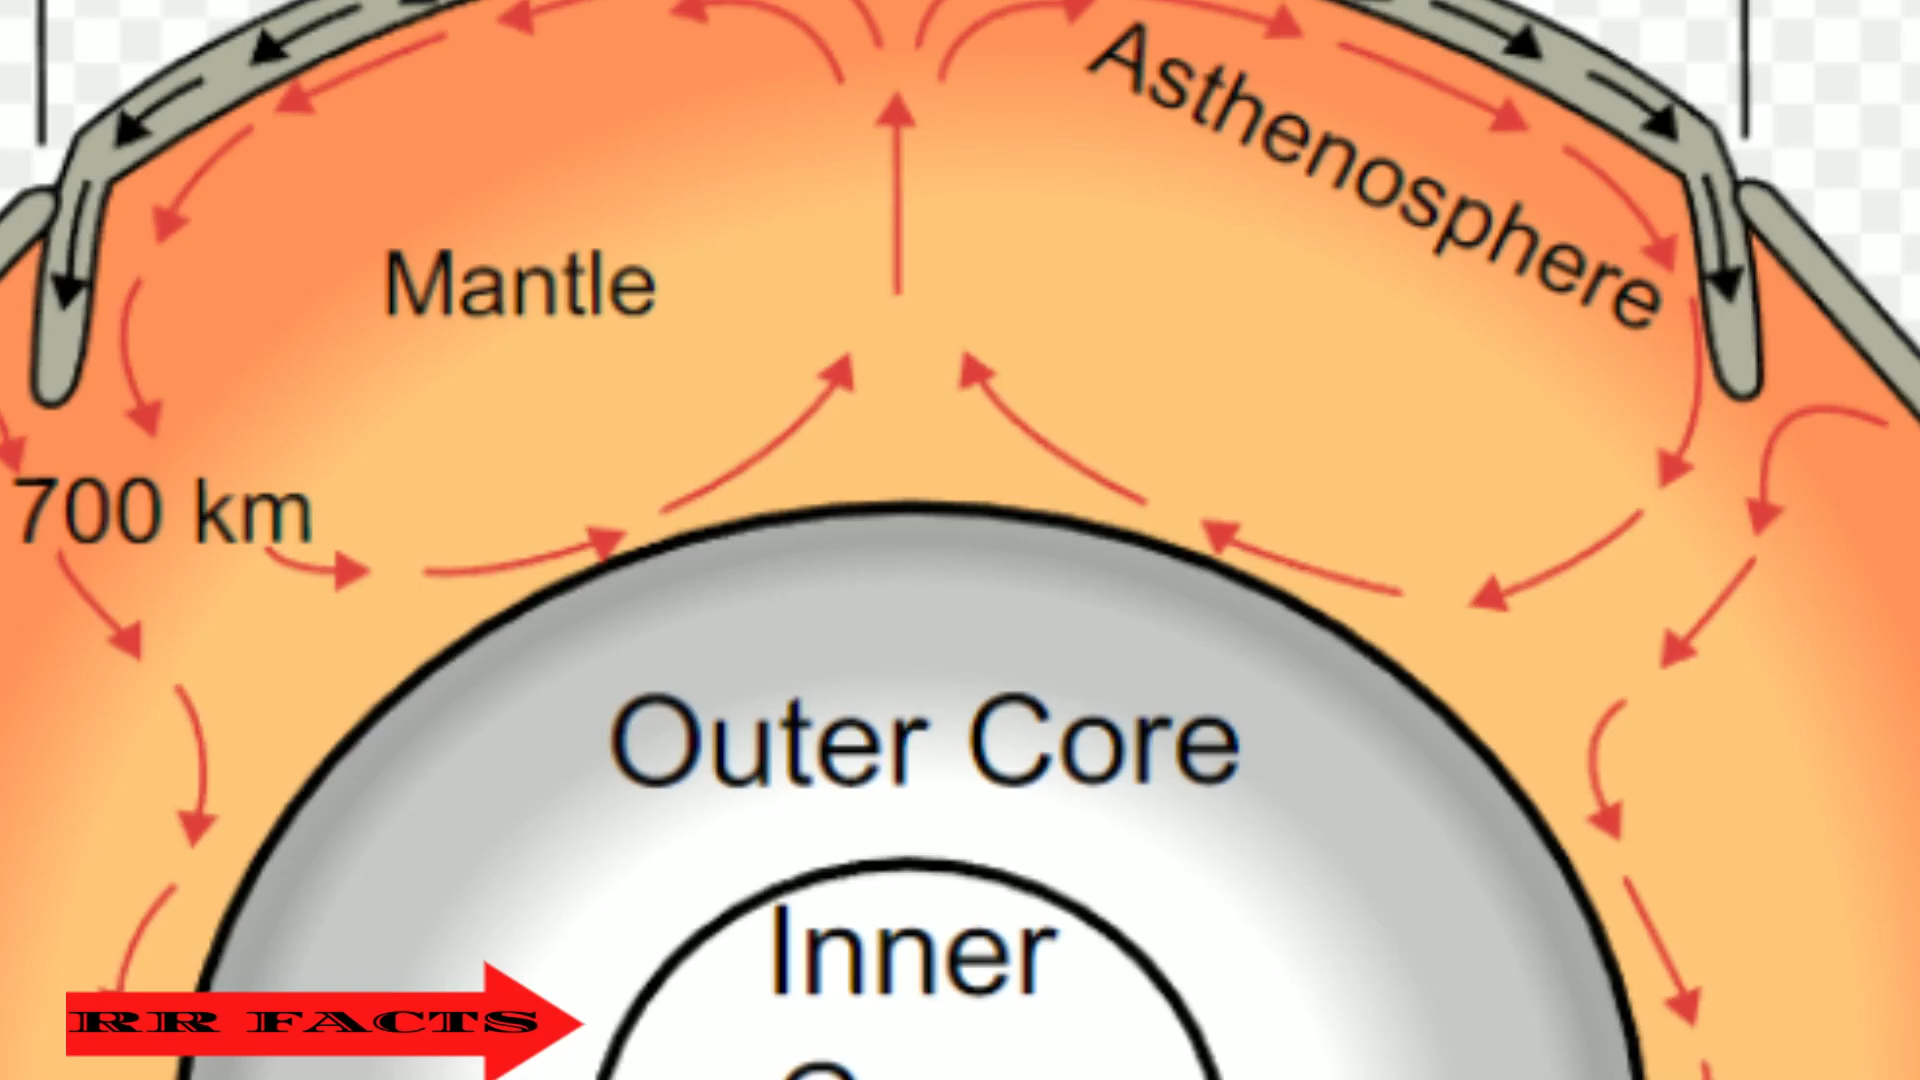 Asthenosphere
Mantle
700 km
Outer Core
Inner
RR FACTS